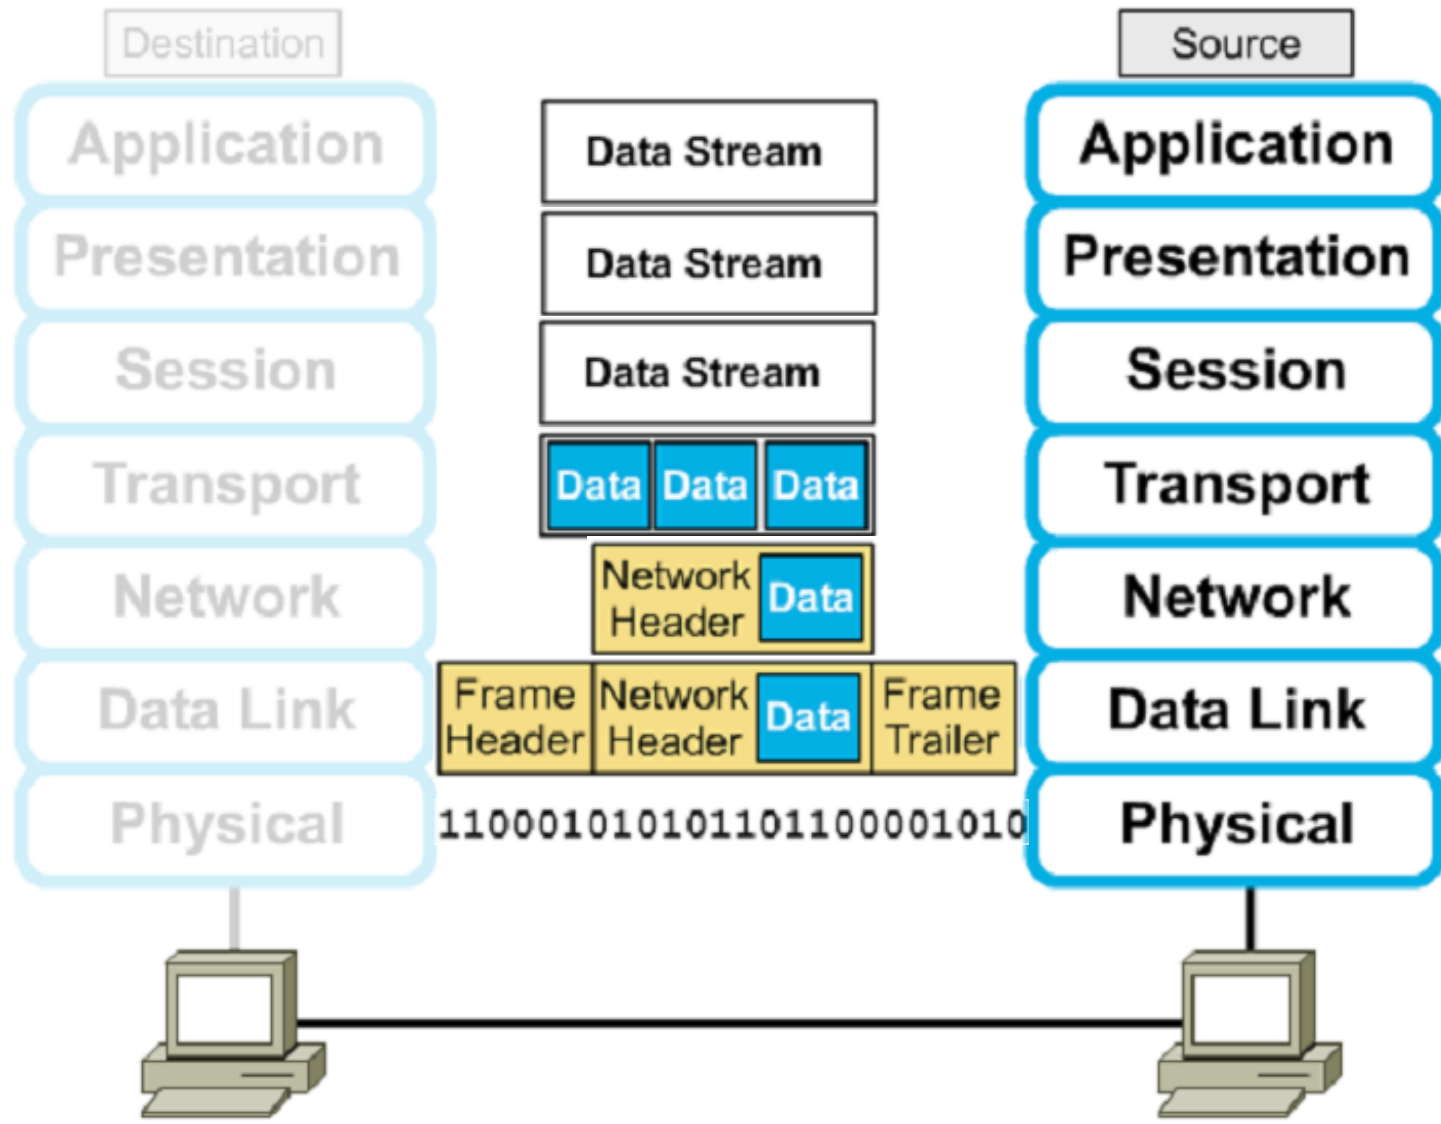 Destination
Source
Application
Data Stream
Application
Presentation
Data Stream
Presentation
Session
Data Stream
Session
Transport
Data Data Data
Transport
Network
Network
Header
Data
Network
Data Link
Frame
Header
Network
Header
Data
Frame
Trailer
Data Link
Physical
110001010101101100001010
Physical